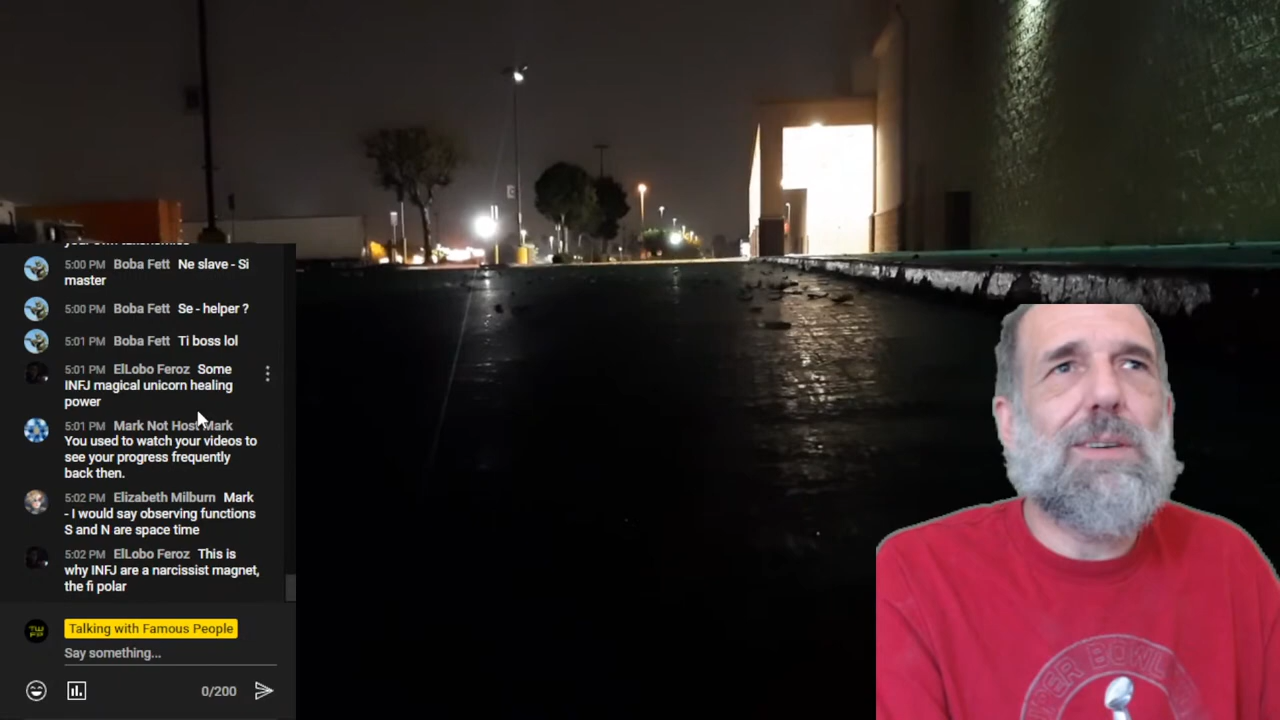 5:00 PM Boba Fett Ne slave - Si
master
5:00 PM Boba Fett Se - helper ?
5:01 PM Boba Fett Ti boss lol
5:01 PM ElLobo Feroz Some
INFJ magical unicorn healing
power
5:01 PM Mark Not Host Mark
You used to watch your videos to
see your progress frequently
back then.
5:02 PM Elizabeth Milburn Mark
- I would say observing functions
S and N are space time
5:02 PM ElLobo Feroz This is
why INFJ are a narcissist magnet,
the fi polar
TWFP
Talking with Famous People
Say something...
0/200
PER BOWL